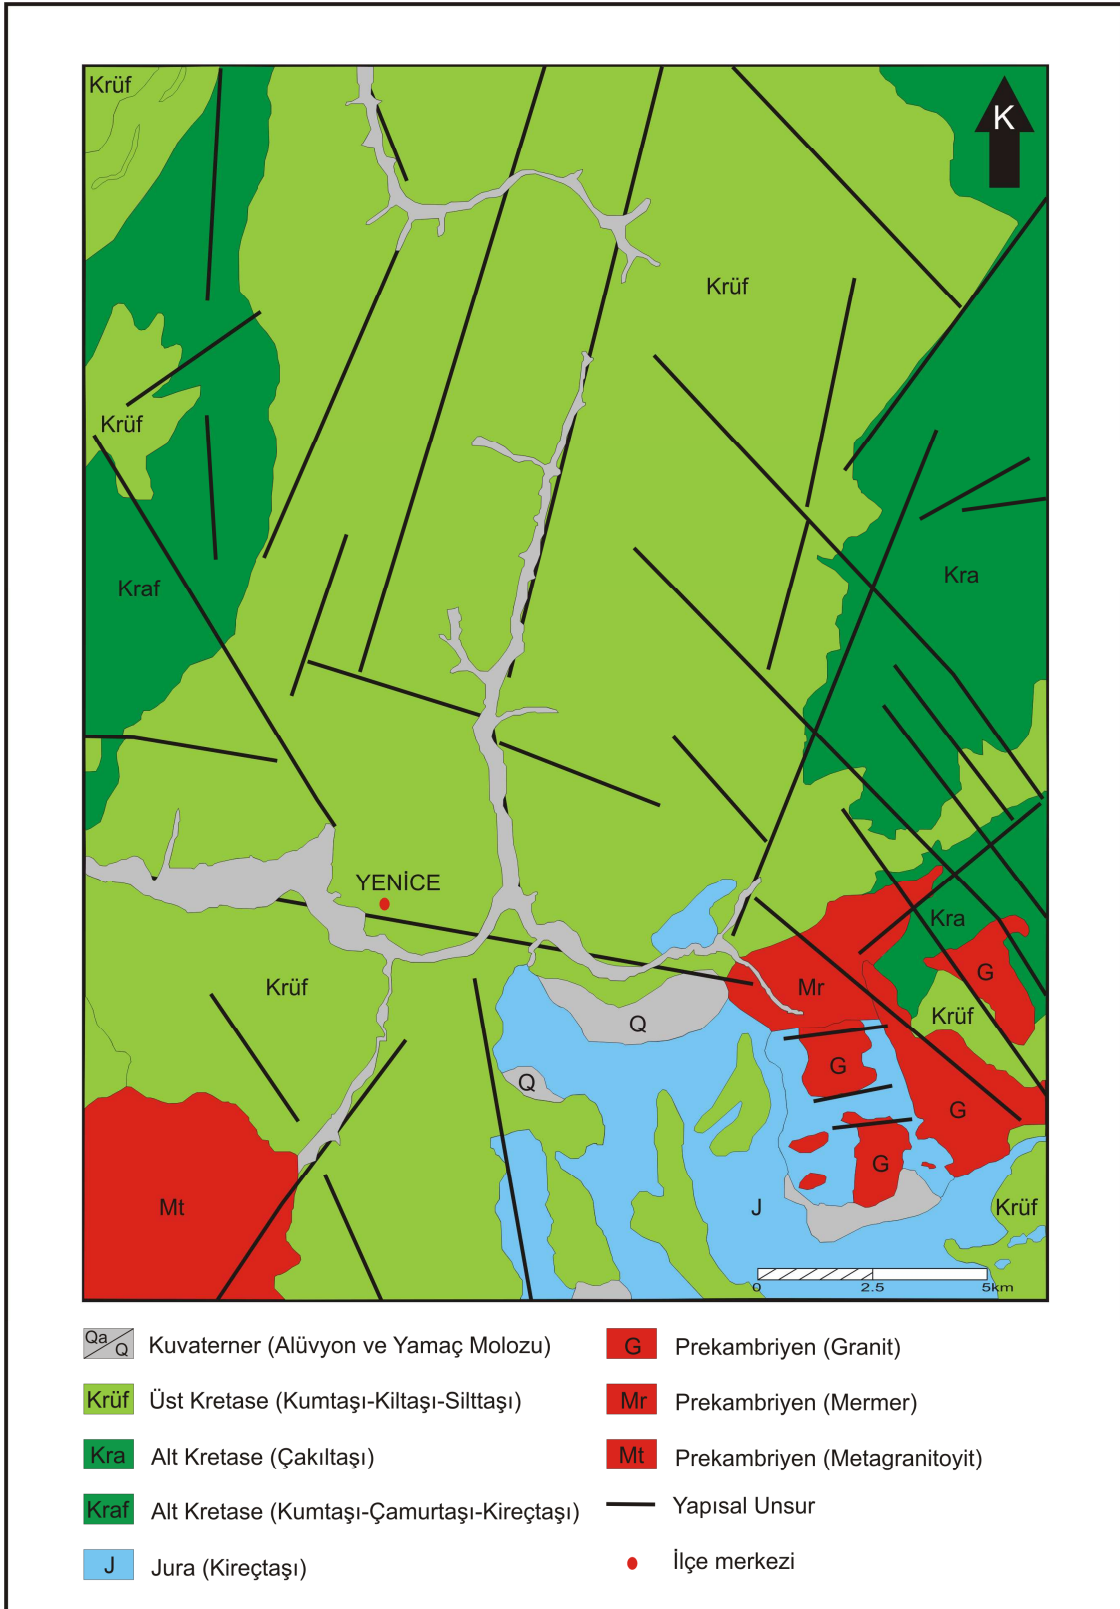 Krüf
K
Krüf
Krüf
Kraf
Kra
YENİCE
Kra
Krüf
G
Mr
Krüf
Q
G
Q
G
G
Mt
J
Krüf
0 2.5 5km
Qa Q Kuvaterner (Alüvyon ve Yamaç Molozu)
Krüf Üst Kretase (Kumtaşı-Kiltaşı-Silttaşı)
Kra Alt Kretase (Çakıltaşı)
Kraf Alt Kretase (Kumtaşı-Çamurtaşı-Kireçtaşı)
J Jura (Kireçtaşı)
G Prekambriyen (Granit)
Mr Prekambriyen (Mermer)
Mt Prekambriyen (Metagranitoyit)
Yapısal Unsur
İlçe merkezi